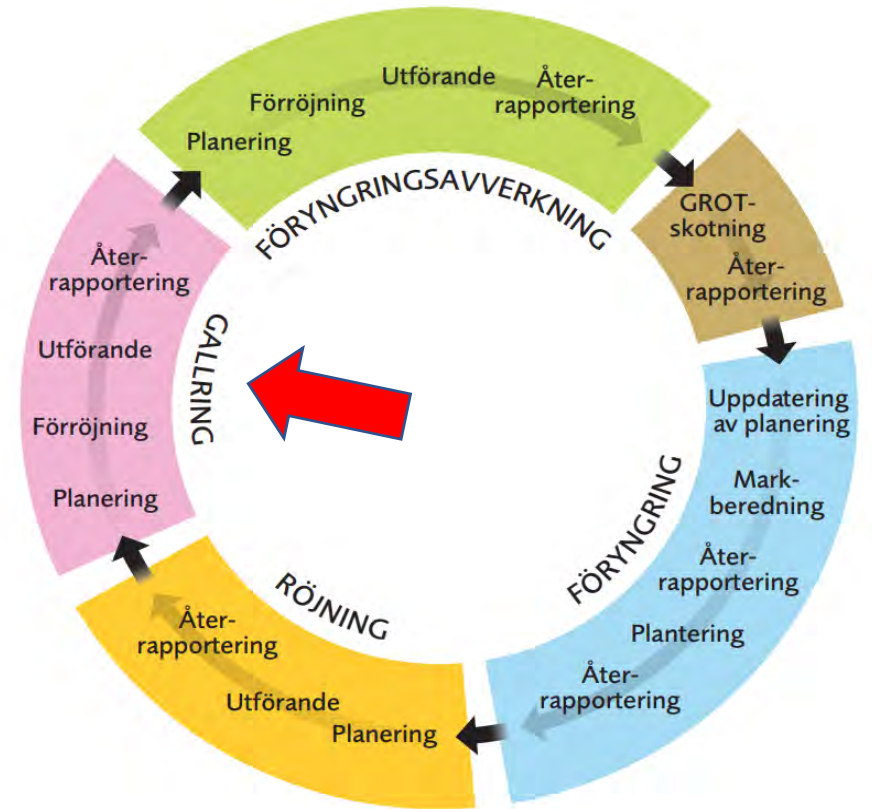 FÖRYNGRINGSAVVERKNING
Planering
Förröjning
Utförande
Åter-
rapportering
GROT-
skotning
Åter-
rapportering
FÖRYNGRING
Uppdatering
av planering
Mark-
beredning
Åter-
rapportering
Plantering
Åter-
rapportering
RÖJNING
Planering
Utförande
Åter-
rapportering
GALLRING
Planering
Förröjning
Utförande
Åter-
rapportering